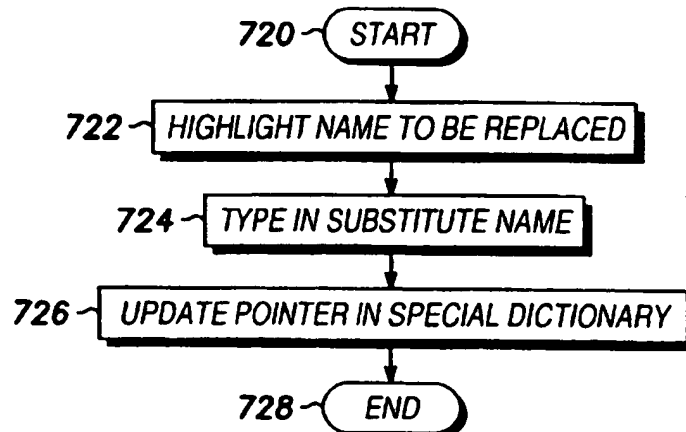 720 START
722 HIGHLIGHT NAME TO BE REPLACED
724 TYPE IN SUBSTITUTE NAME
726 UPDATE POINTER IN SPECIAL DICTIONARY
728 END